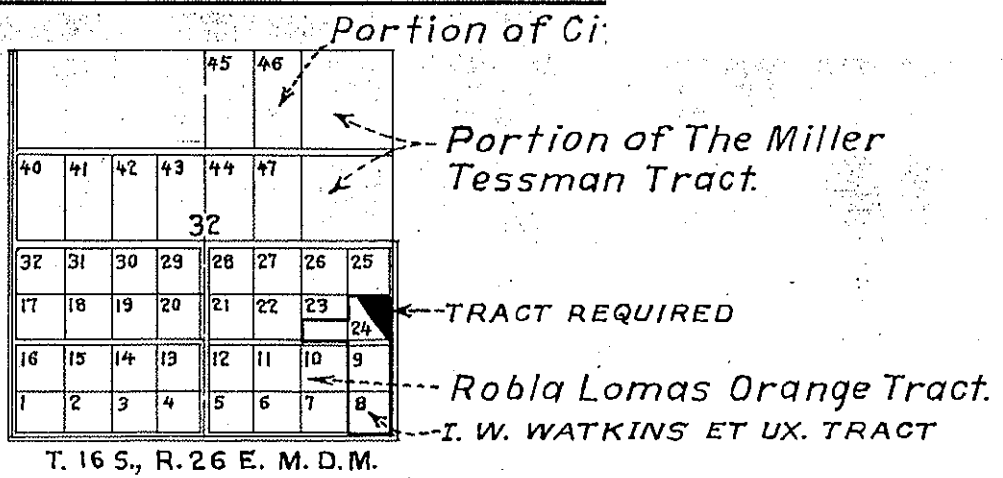 Portion of Ci
45 46
Portion of The Miller
Tessman Tract.
40 41 42 43 44 47
32
32 31 30 29 28 27 26 25
17 18 19 20 21 22 23 24
TRACT REQUIRED
16 15 14 13 12 11 10 9
Robla Lomas Orange Tract.
1 2 3 4 5 6 7 8
I. W. WATKINS ET UX. TRACT
T. 16 S., R. 26 E. M. D. M.